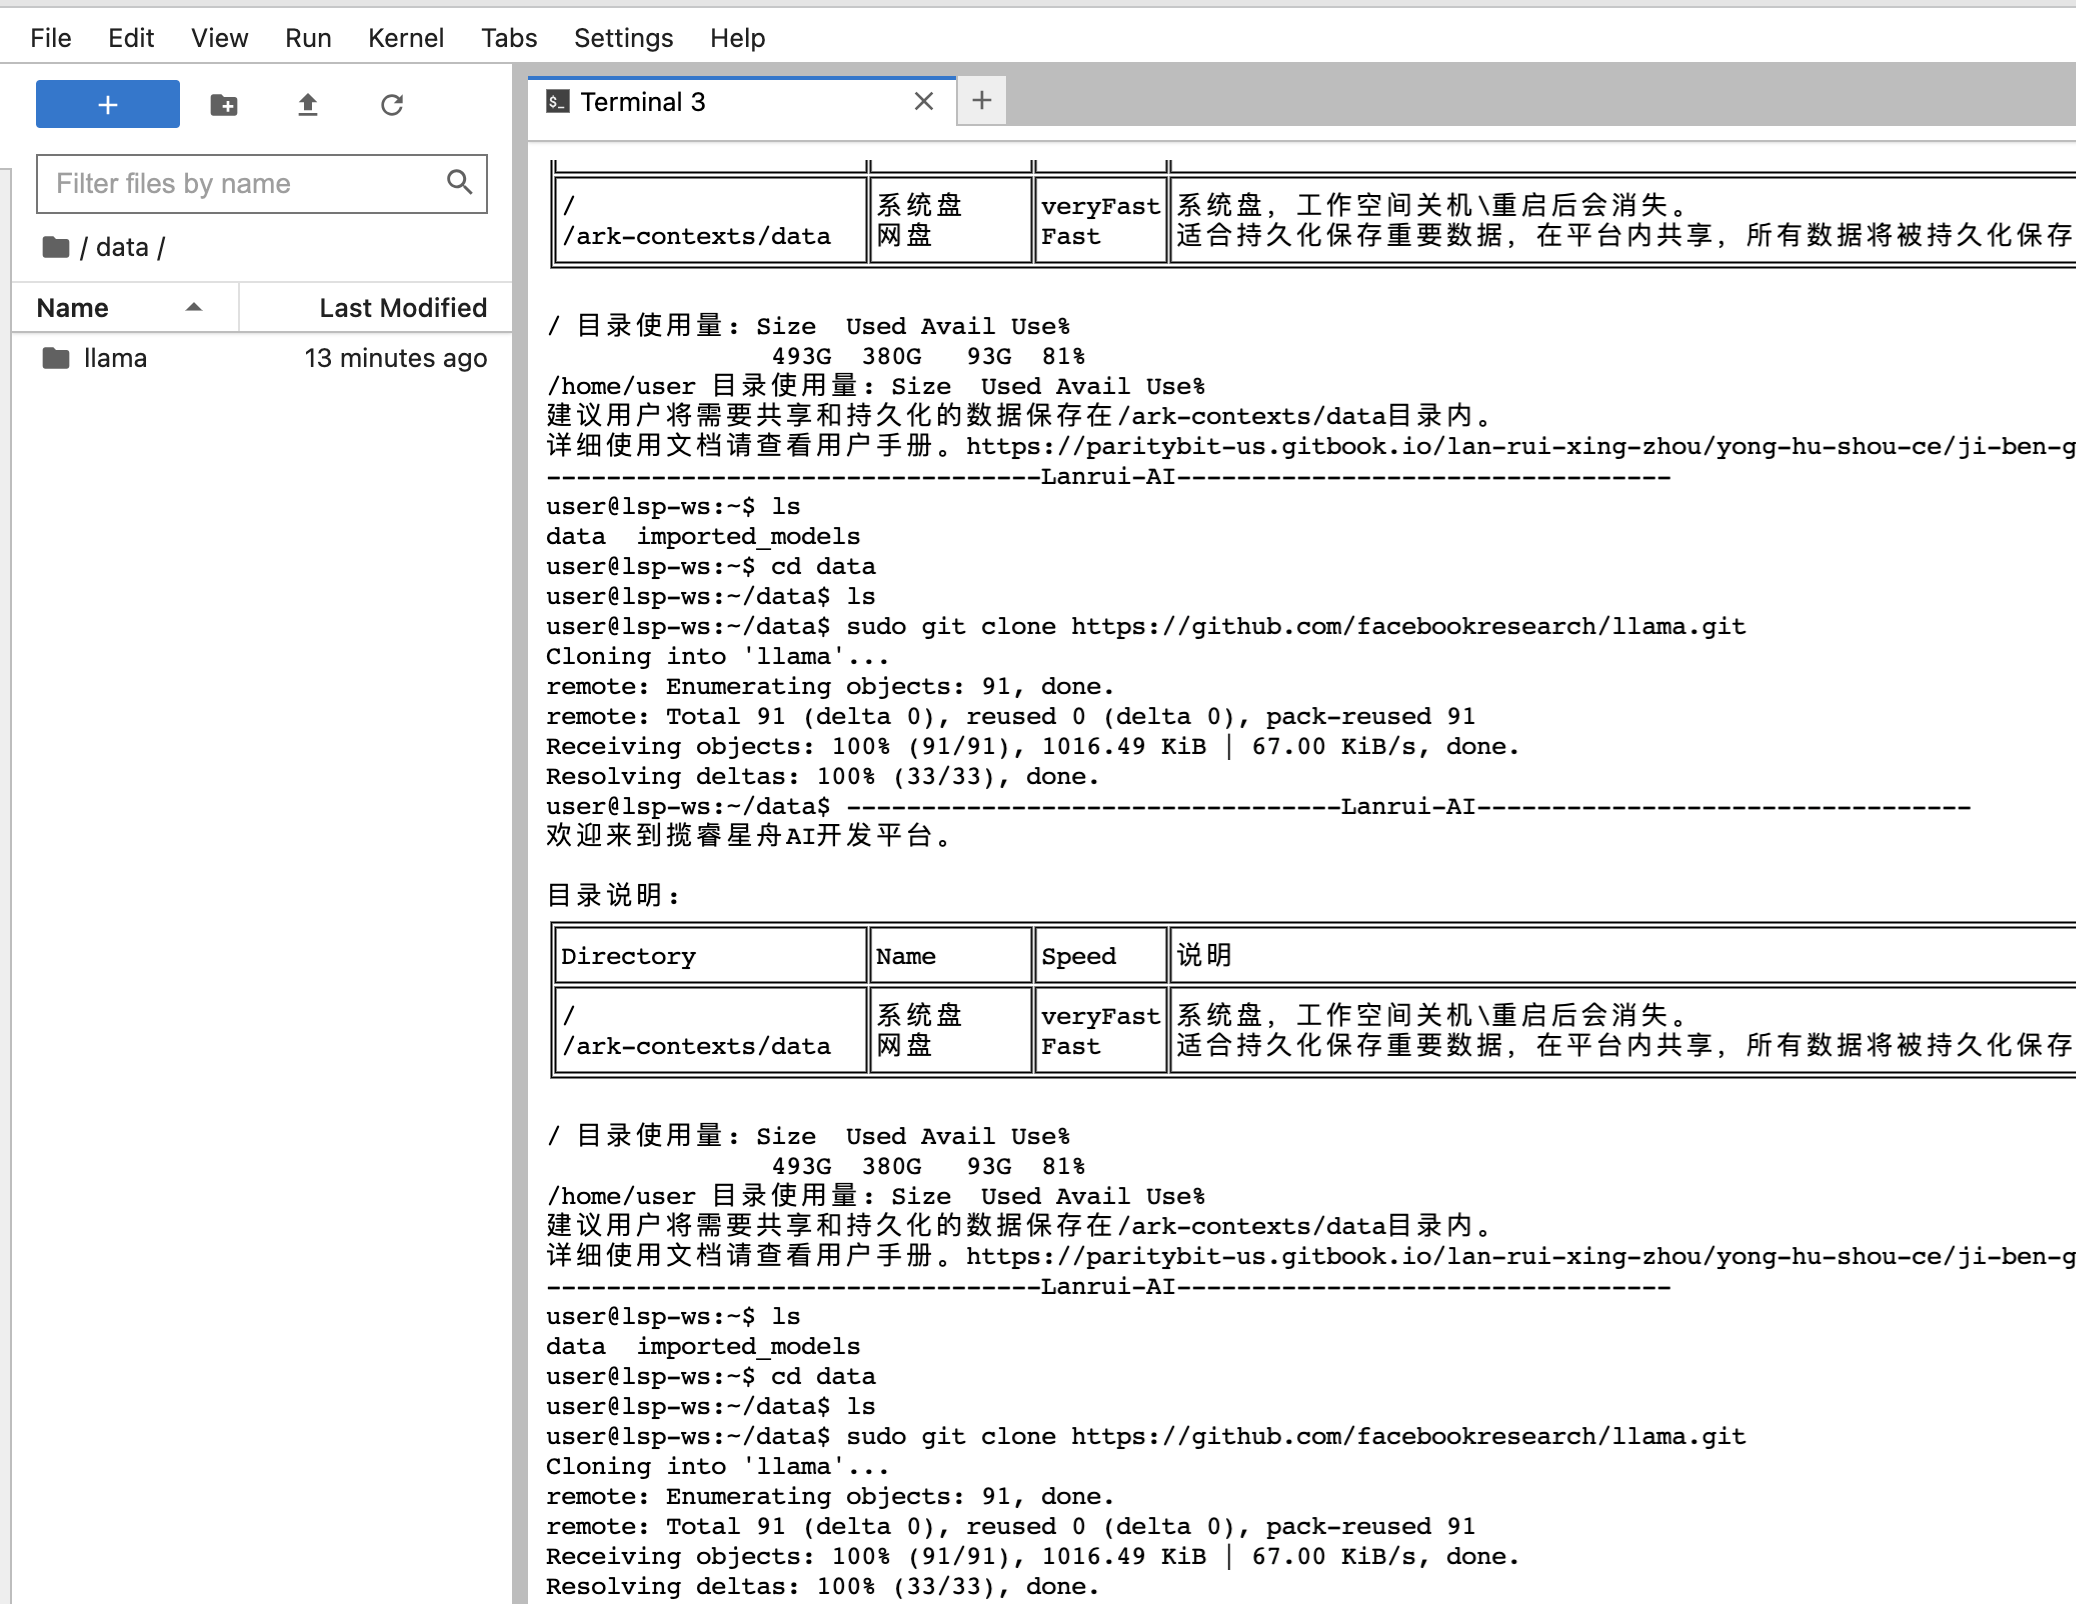 File Edit View Run Kernel Tabs Settings Help
+
Filter files by name
/ data /
Name Last Modified
llama 13 minutes ago
$_ Terminal 3 × +
/ 系统盘 veryFast 系统盘，工作空间关机\重启后会消失。
/ark-contexts/data 网盘 Fast 适合持久化保存重要数据，在平台内共享，所有数据将被持久化保存
/ 目录使用量：Size Used Avail Use%
493G 380G 93G 81%
/home/user 目录使用量：Size Used Avail Use%
建议用户将需要共享和持久化的数据保存在/ark-contexts/data目录内。
详细使用文档请查看用户手册。https://paritybit-us.gitbook.io/lan-rui-xing-zhou/yong-hu-shou-ce/ji-ben-g
---------------------------------Lanrui-AI---------------------------------
user@lsp-ws:~$ ls
data imported_models
user@lsp-ws:~$ cd data
user@lsp-ws:~/data$ ls
user@lsp-ws:~/data$ sudo git clone https://github.com/facebookresearch/llama.git
Cloning into 'llama'...
remote: Enumerating objects: 91, done.
remote: Total 91 (delta 0), reused 0 (delta 0), pack-reused 91
Receiving objects: 100% (91/91), 1016.49 KiB | 67.00 KiB/s, done.
Resolving deltas: 100% (33/33), done.
user@lsp-ws:~/data$ ---------------------------------Lanrui-AI---------------------------------
欢迎来到揽睿星舟AI开发平台。
目录说明：
Directory Name Speed 说明
/ 系统盘 veryFast 系统盘，工作空间关机\重启后会消失。
/ark-contexts/data 网盘 Fast 适合持久化保存重要数据，在平台内共享，所有数据将被持久化保存
/ 目录使用量：Size Used Avail Use%
493G 380G 93G 81%
/home/user 目录使用量：Size Used Avail Use%
建议用户将需要共享和持久化的数据保存在/ark-contexts/data目录内。
详细使用文档请查看用户手册。https://paritybit-us.gitbook.io/lan-rui-xing-zhou/yong-hu-shou-ce/ji-ben-g
---------------------------------Lanrui-AI---------------------------------
user@lsp-ws:~$ ls
data imported_models
user@lsp-ws:~$ cd data
user@lsp-ws:~/data$ ls
user@lsp-ws:~/data$ sudo git clone https://github.com/facebookresearch/llama.git
Cloning into 'llama'...
remote: Enumerating objects: 91, done.
remote: Total 91 (delta 0), reused 0 (delta 0), pack-reused 91
Receiving objects: 100% (91/91), 1016.49 KiB | 67.00 KiB/s, done.
Resolving deltas: 100% (33/33), done.